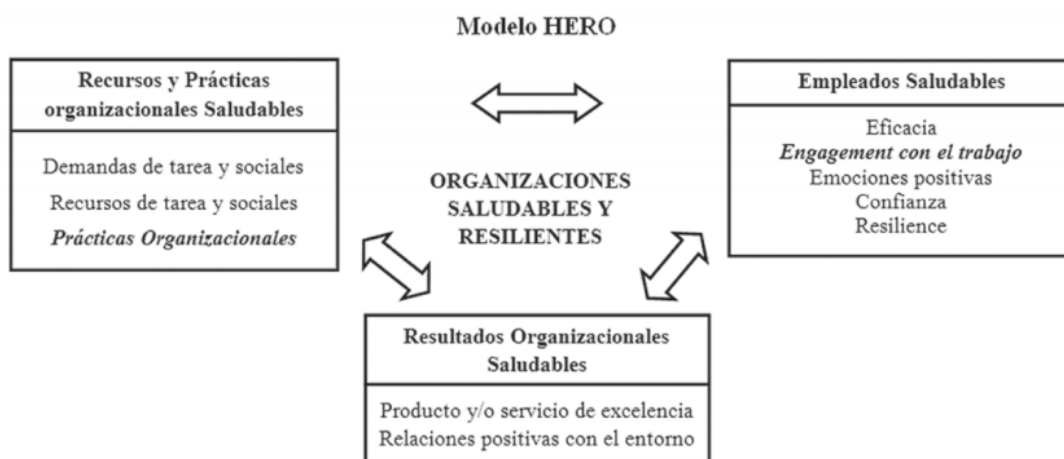 Modelo HERO
Recursos y Prácticas
organizacionales Saludables
Demandas de tarea y sociales
Recursos de tarea y sociales
Prácticas Organizacionales
ORGANIZACIONES
SALUDABLES Y
RESILIENTES
Empleados Saludables
Eficacia
Engagement con el trabajo
Emociones positivas
Confianza
Resilience
Resultados Organizacionales
Saludables
Producto y/o servicio de excelencia
Relaciones positivas con el entorno